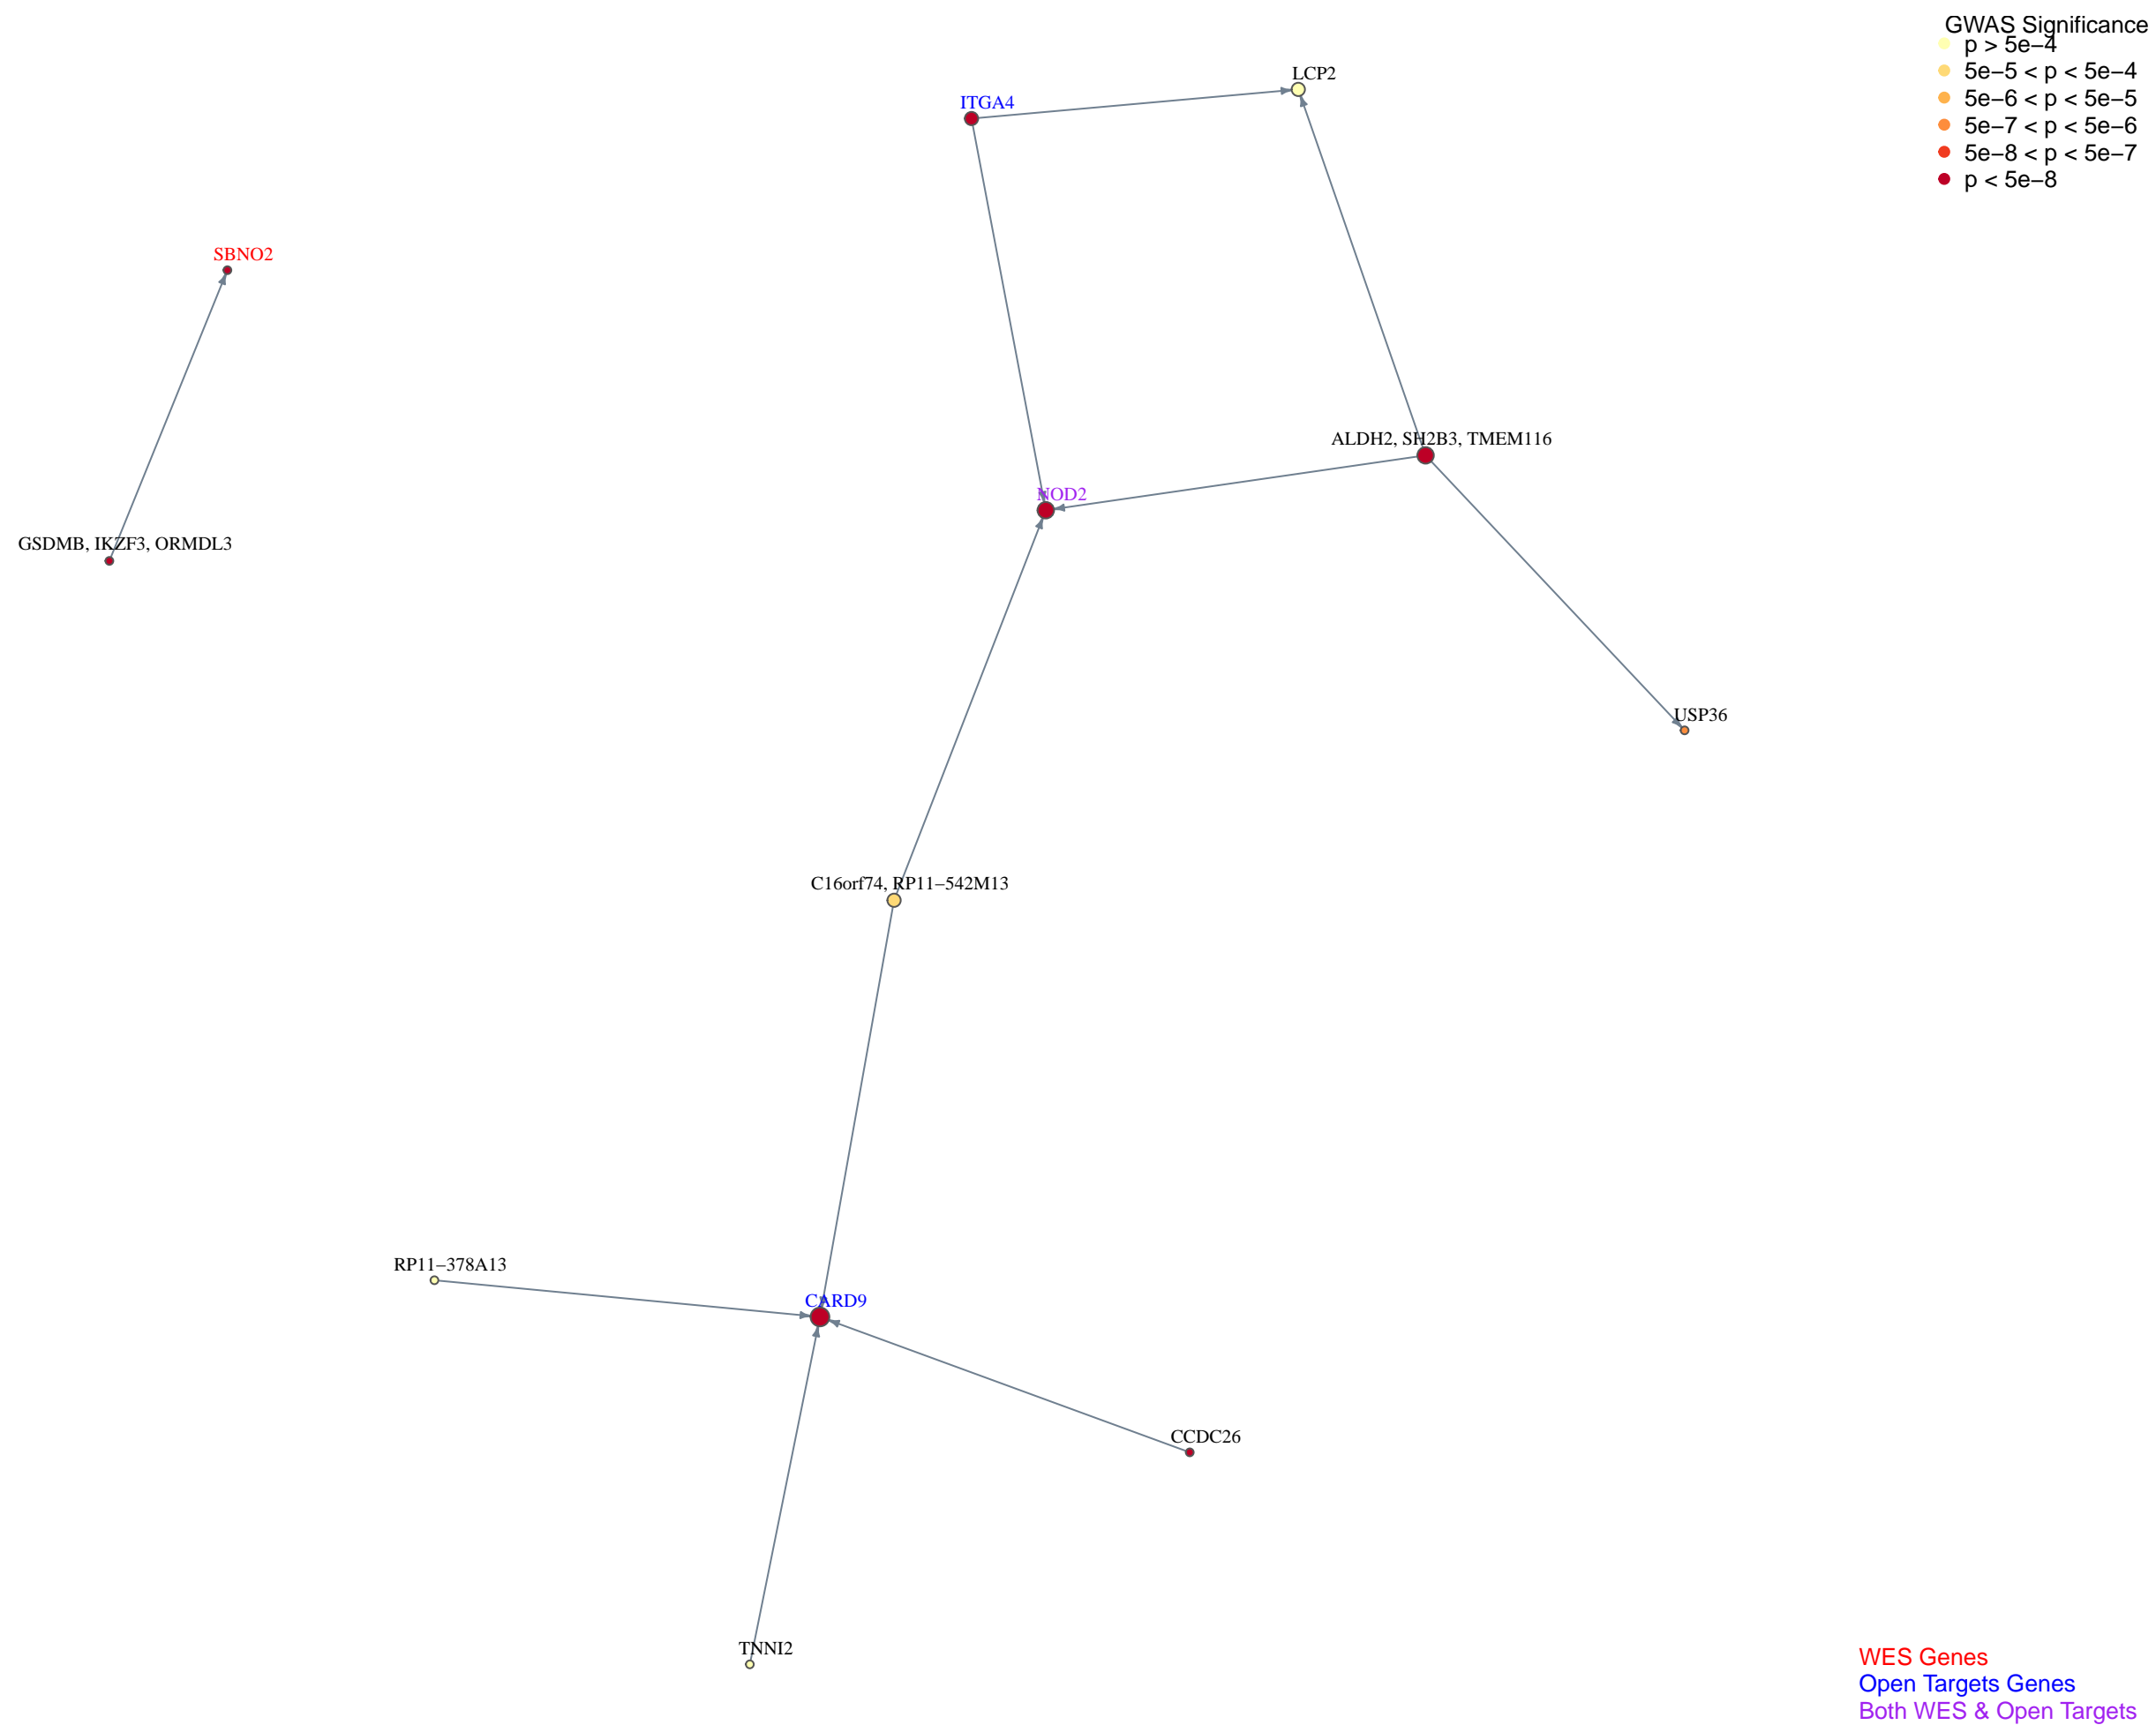 GWAS Significance
p > 5e−4
5e−5 < p < 5e−4
5e−6 < p < 5e−5
5e−7 < p < 5e−6
5e−8 < p < 5e−7
p < 5e−8
LCP2
ITGA4
SBNO2
ALDH2, SH2B3, TMEM116
NOD2
GSDMB, IKZF3, ORMDL3
USP36
C16orf74, RP11−542M13
RP11−378A13
CARD9
CCDC26
TNNI2
WES Genes
Open Targets Genes
Both WES & Open Targets